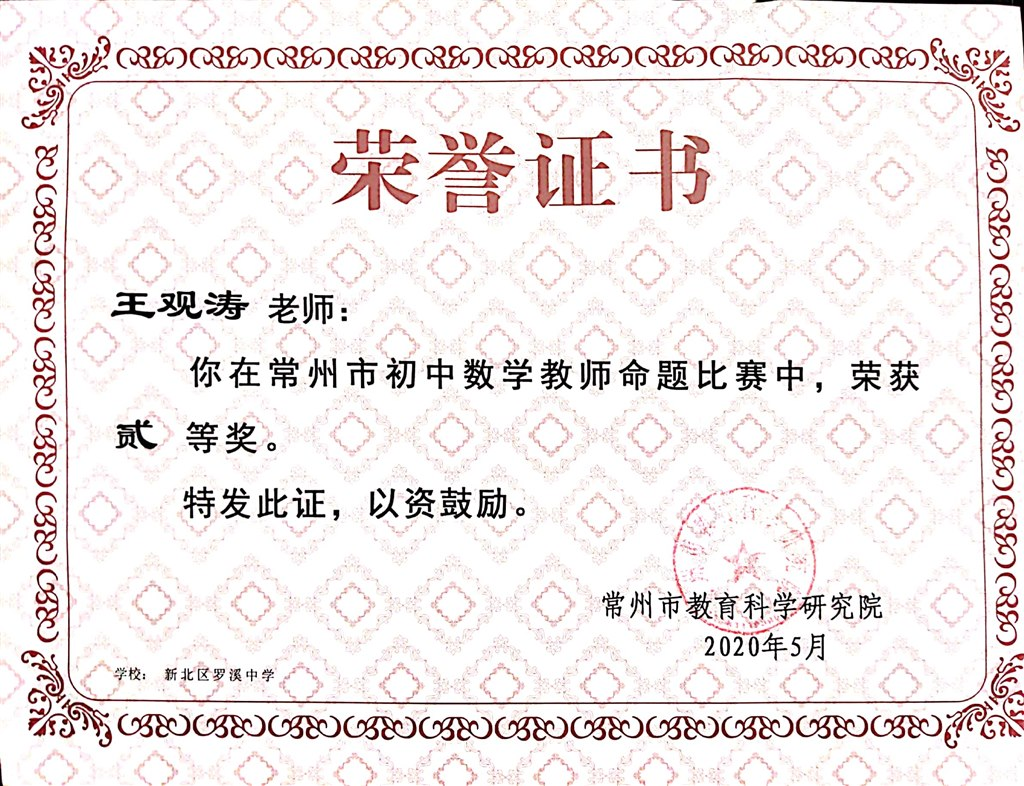 荣誉证书
王观涛 老师：
你在常州市初中数学教师命题比赛中，荣获
贰 等奖。
特发此证，以资鼓励。
常州市教育科学研究院
2020年5月
学校： 新北区罗溪中学